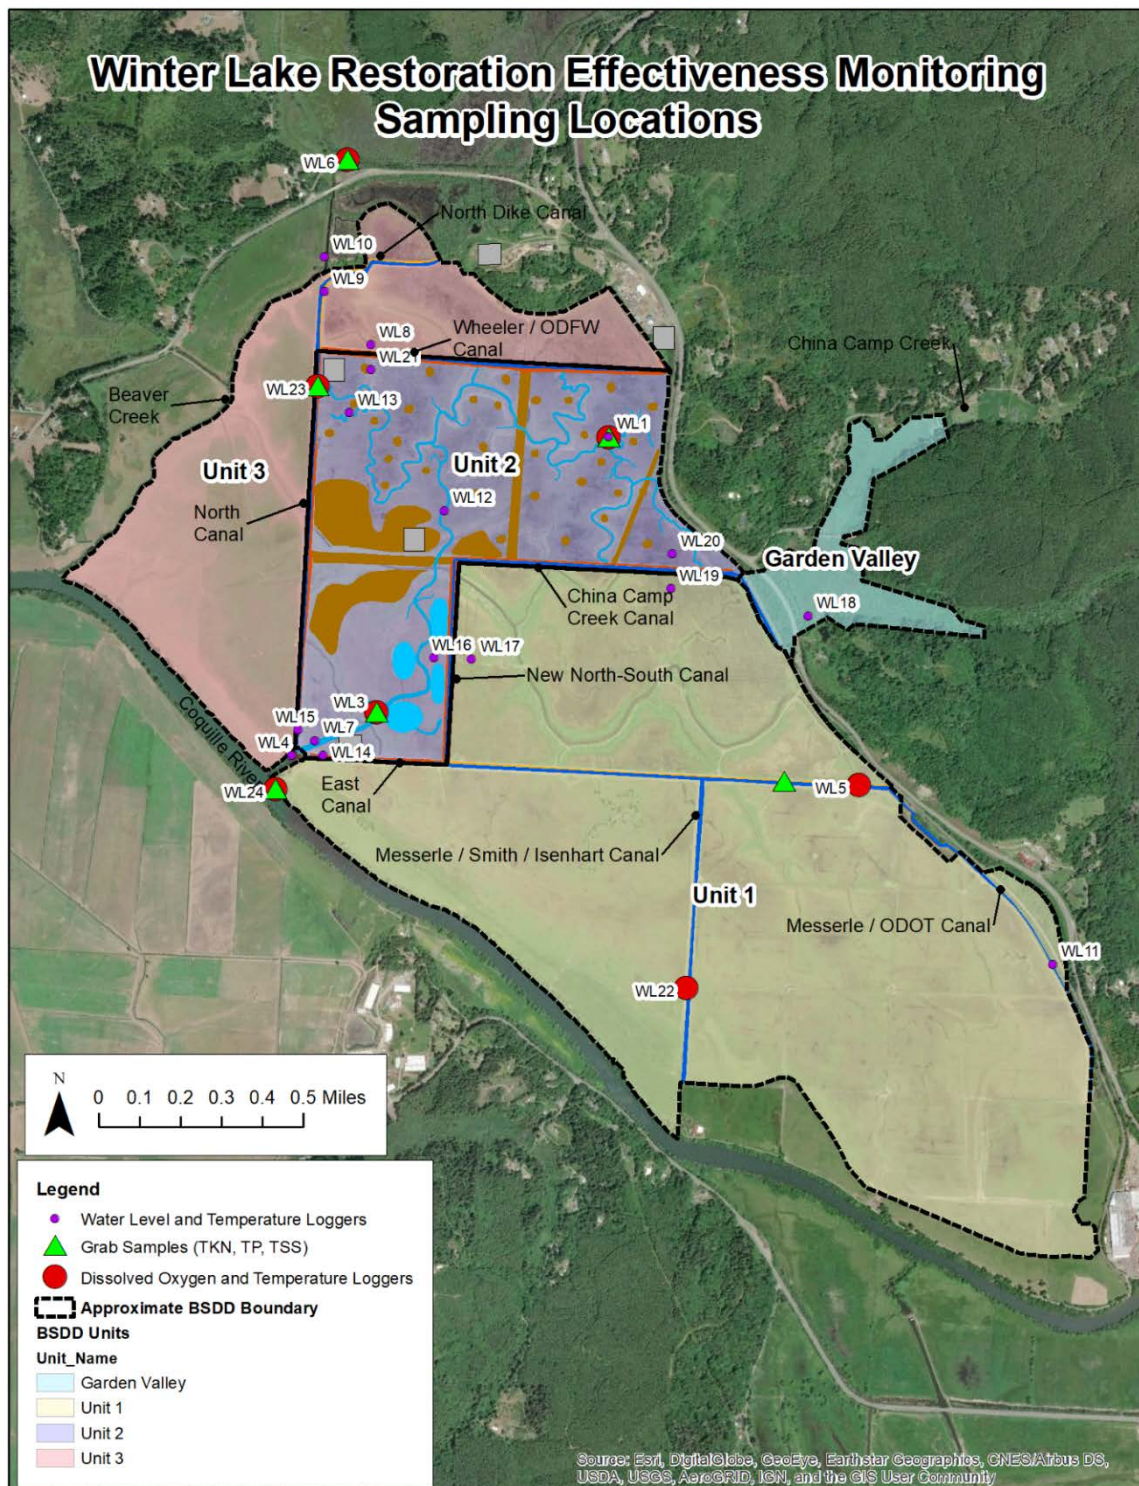 Winter Lake Restoration Effectiveness Monitoring
Sampling Locations
WL6
North Dike Canal
WL10
WL9
WL8
Wheeler / ODFW
Canal
WL21
China Camp Creek
Beaver
Creek
WL23
WL13
WL1
Unit 3
Unit 2
North
Canal
WL12
WL20
Garden Valley
WL19
China Camp
Creek Canal
WL18
WL16
WL17
New North-South Canal
Coquille River
WL3
WL15
WL7
WL4
WL14
WL24
East
Canal
WL5
Messerle / Smith / Isenhart Canal
Unit 1
Messerle / ODOT Canal
WL11
WL22
N
0 0.1 0.2 0.3 0.4 0.5 Miles
Legend
Water Level and Temperature Loggers
Grab Samples (TKN, TP, TSS)
Dissolved Oxygen and Temperature Loggers
Approximate BSDD Boundary
BSDD Units
Unit_Name
Garden Valley
Unit 1
Unit 2
Unit 3
Source: Esri, DigitalGlobe, GeoEye, Earthstar Geographics, CNES/Airbus DS,
USDA, USGS, AeroGRID, IGN, and the GIS User Community